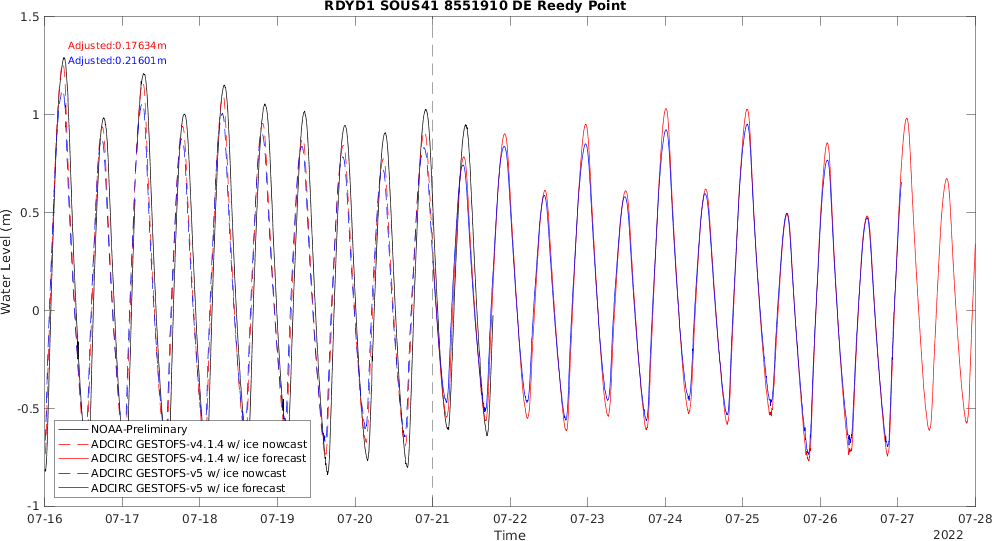 RDYD1 SOUS41 8551910 DE Reedy Point
Adjusted:0.17634m
Adjusted:0.21601m
Water Level (m)
1.5
1
0.5
0
-0.5
-1
NOAA-Preliminary
ADCIRC GESTOFS-v4.1.4 w/ ice nowcast
ADCIRC GESTOFS-v4.1.4 w/ ice forecast
ADCIRC GESTOFS-v5 w/ ice nowcast
ADCIRC GESTOFS-v5 w/ ice forecast
07-16 07-17 07-18 07-19 07-20 07-21 07-22 07-23 07-24 07-25 07-26 07-27 07-28
Time
2022